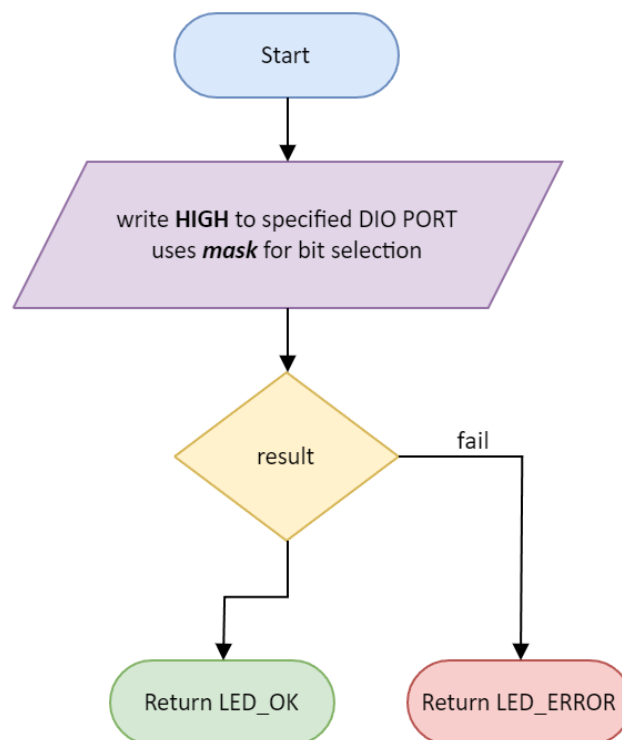 Start
write HIGH to specified DIO PORT
uses mask for bit selection
result
fail
Return LED_OK
Return LED_ERROR